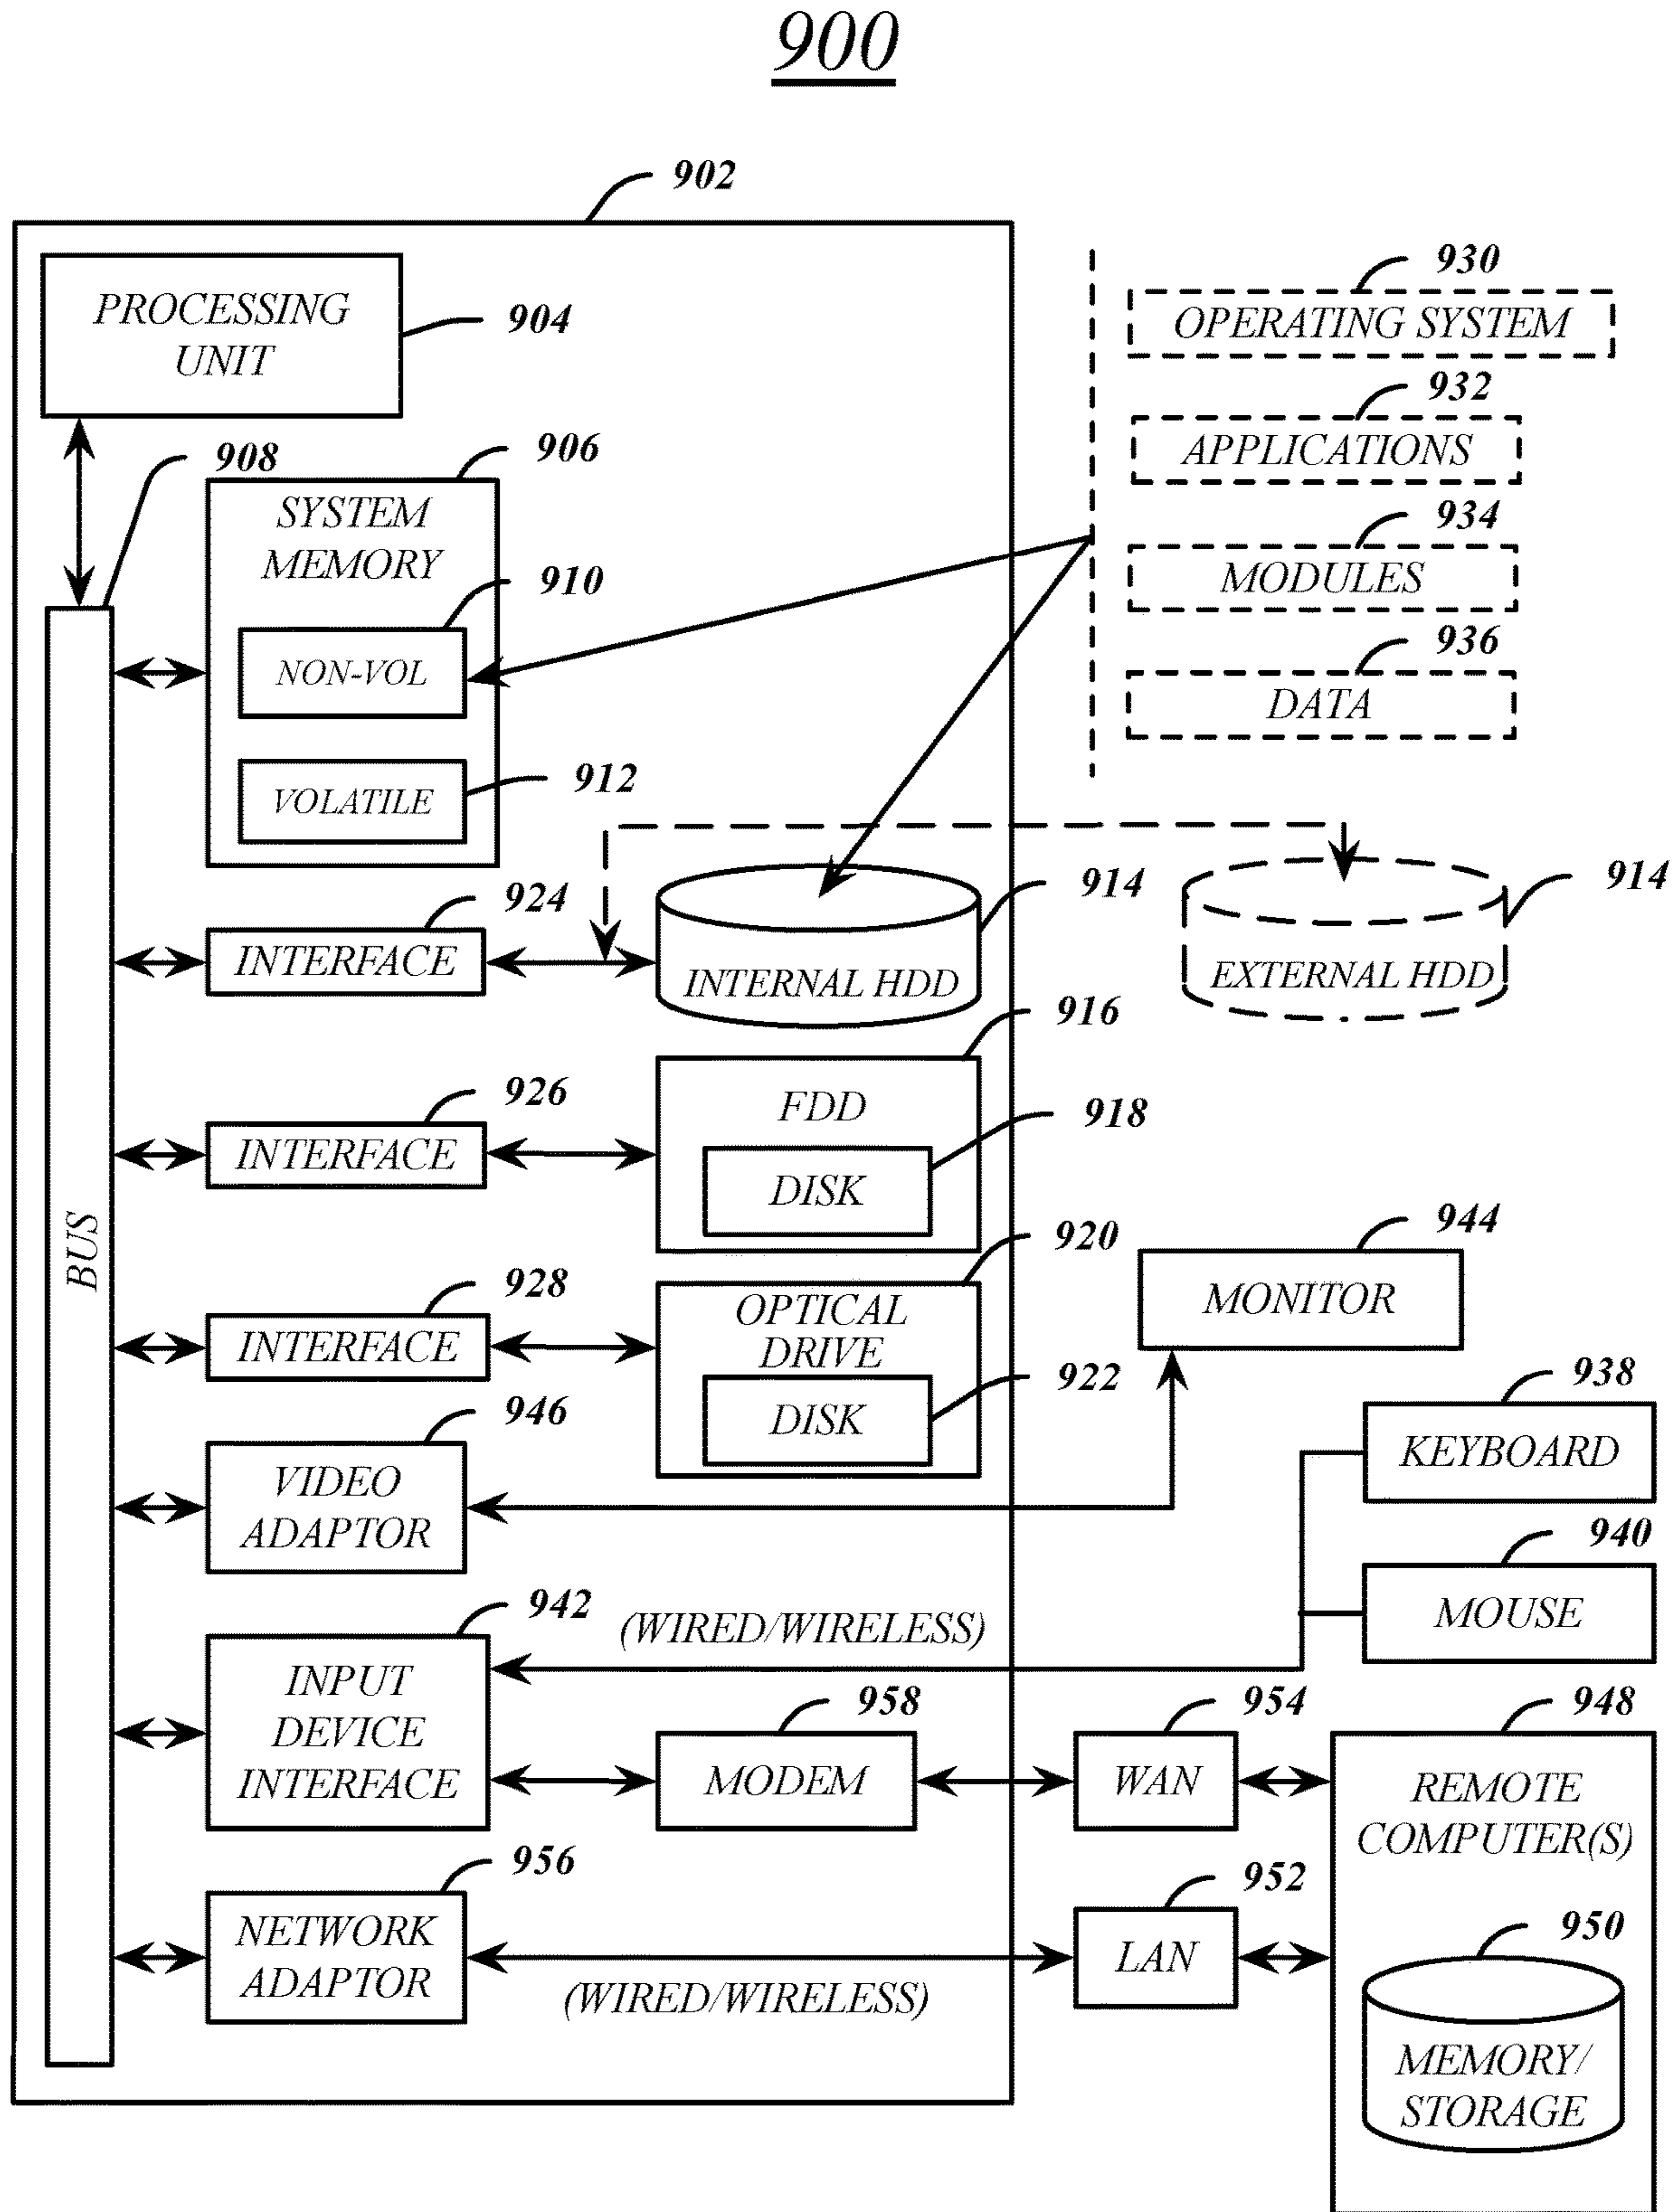 900
902
PROCESSING
UNIT
904
930
OPERATING SYSTEM
932
APPLICATIONS
908
906
SYSTEM
MEMORY
934
MODULES
910
NON-VOL
936
DATA
912
VOLATILE
924
INTERFACE
914
INTERNAL HDD
914
EXTERNAL HDD
916
FDD
918
DISK
926
INTERFACE
BUS
920
OPTICAL
DRIVE
922
DISK
928
INTERFACE
944
MONITOR
946
VIDEO
ADAPTOR
938
KEYBOARD
940
MOUSE
942
INPUT
DEVICE
INTERFACE
(WIRED/WIRELESS)
958
MODEM
954
WAN
948
REMOTE
COMPUTER(S)
956
NETWORK
ADAPTOR
(WIRED/WIRELESS)
952
LAN
950
MEMORY/
STORAGE